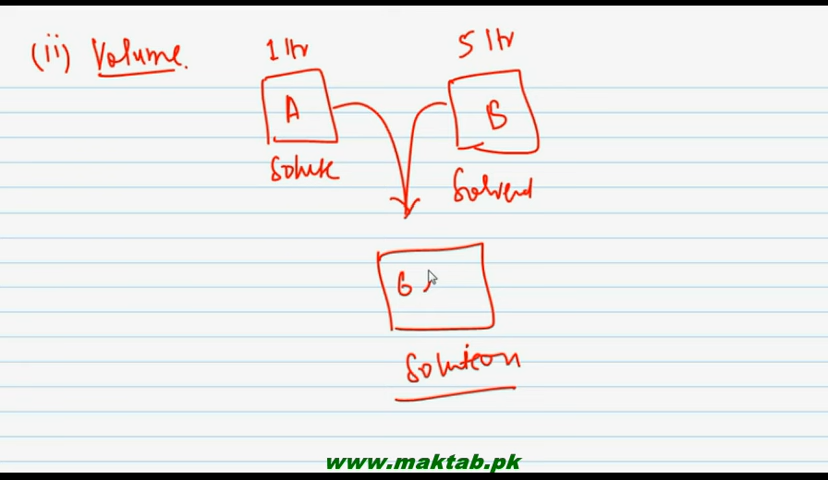 (ii) Volume.
1 ltr
5 ltr
A
B
Solute
Solvent
6
Solution
www.maktab.pk